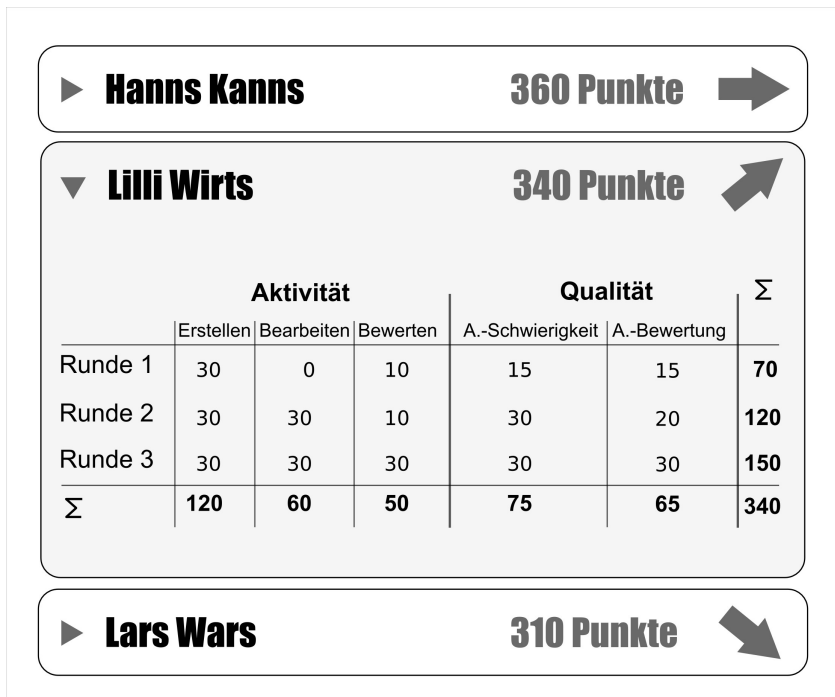 Hanns Kanns 360 Punkte
Lilli Wirts 340 Punkte
Aktivität Qualität Σ
Erstellen Bearbeiten Bewerten A.-Schwierigkeit A.-Bewertung
Runde 1 30 0 10 15 15 70
Runde 2 30 30 10 30 20 120
Runde 3 30 30 30 30 30 150
Σ 120 60 50 75 65 340
Lars Wars 310 Punkte